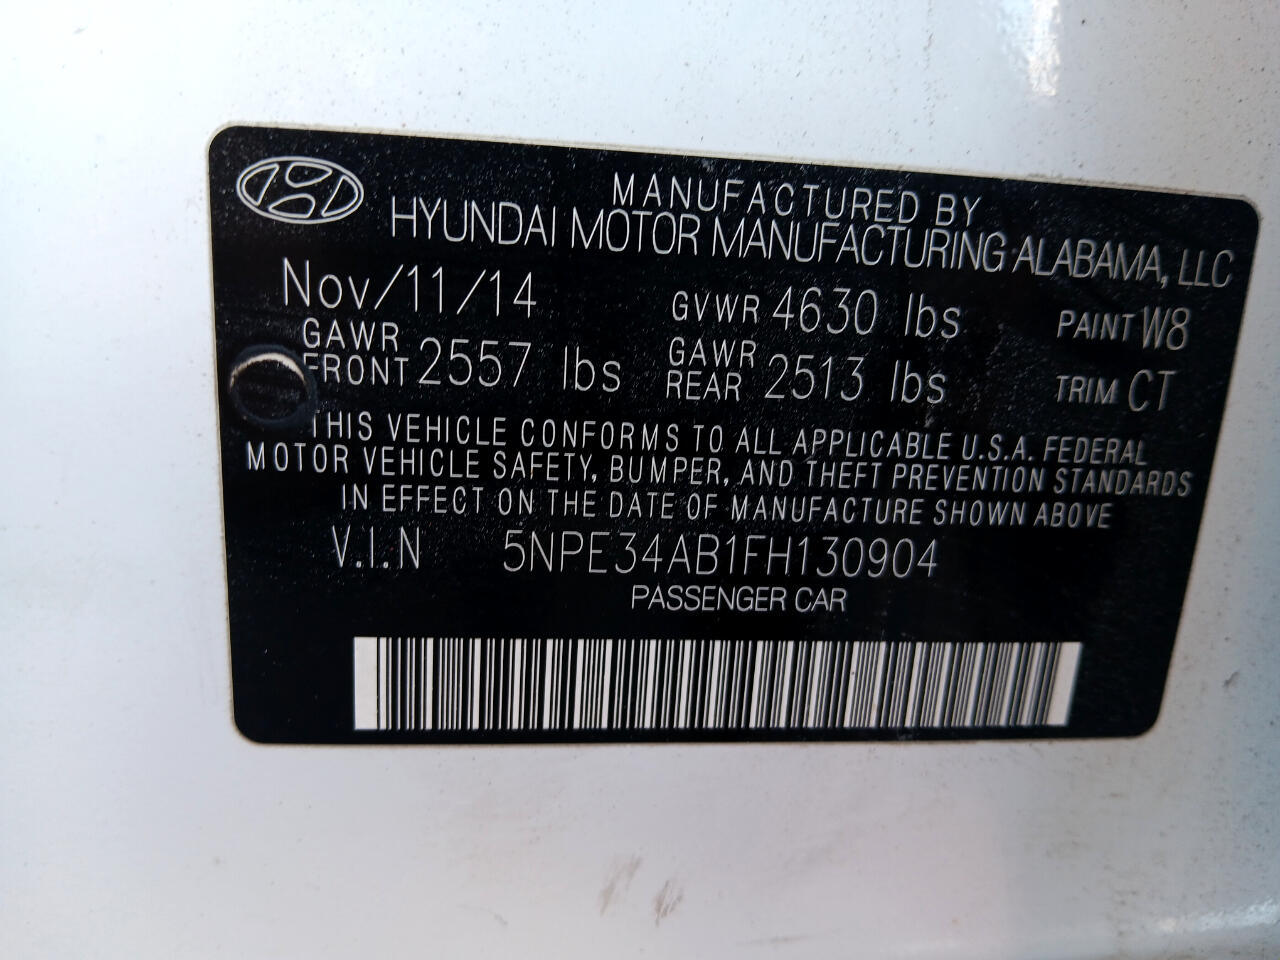 MANUFACTURED BY
HYUNDAI MOTOR MANUFACTURING ALABAMA, LLC
Nov/11/14 GVWR 4630 lbs PAINT W8
GAWR FRONT 2557 lbs GAWR REAR 2513 lbs TRIM CT
THIS VEHICLE CONFORMS TO ALL APPLICABLE U.S.A. FEDERAL
MOTOR VEHICLE SAFETY, BUMPER, AND THEFT PREVENTION STANDARDS
IN EFFECT ON THE DATE OF MANUFACTURE SHOWN ABOVE
V.I.N 5NPE34AB1FH130904
PASSENGER CAR